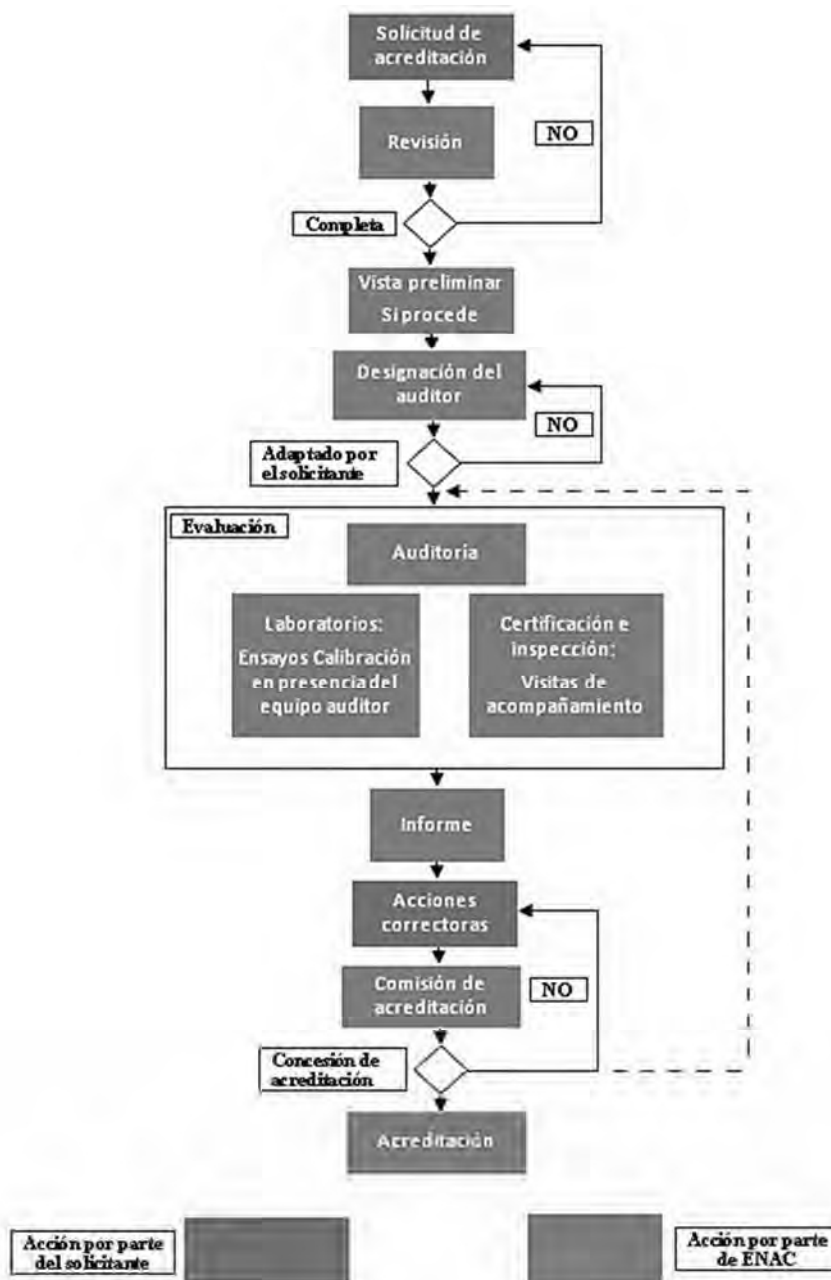 Solicitud de
acreditación
NO
Revisión
Completa
Vista preliminar
Si procede
Designación del
auditor
NO
Adaptado por
el solicitante
Evaluación
Auditoría
Laboratorios:
Ensayos Calibración
en presencia del
equipo auditor
Certificación e
inspección:
Visitas de
acompañamiento
Informe
Acciones
correctoras
Comisión de
acreditación
NO
Concesión de
acreditación
Acreditación
Acción por parte
del solicitante
Acción por parte
de ENAC